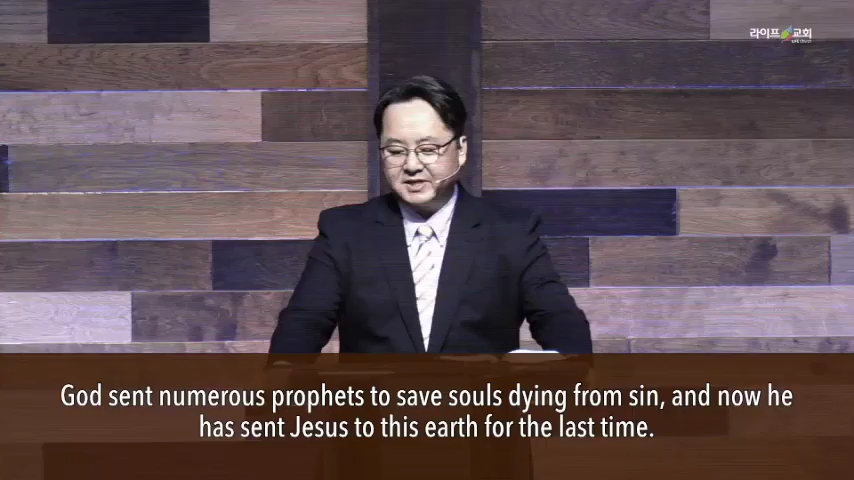 라이프 교회
God sent numerous prophets to save souls dying from sin, and now he
has sent Jesus to this earth for the last time.